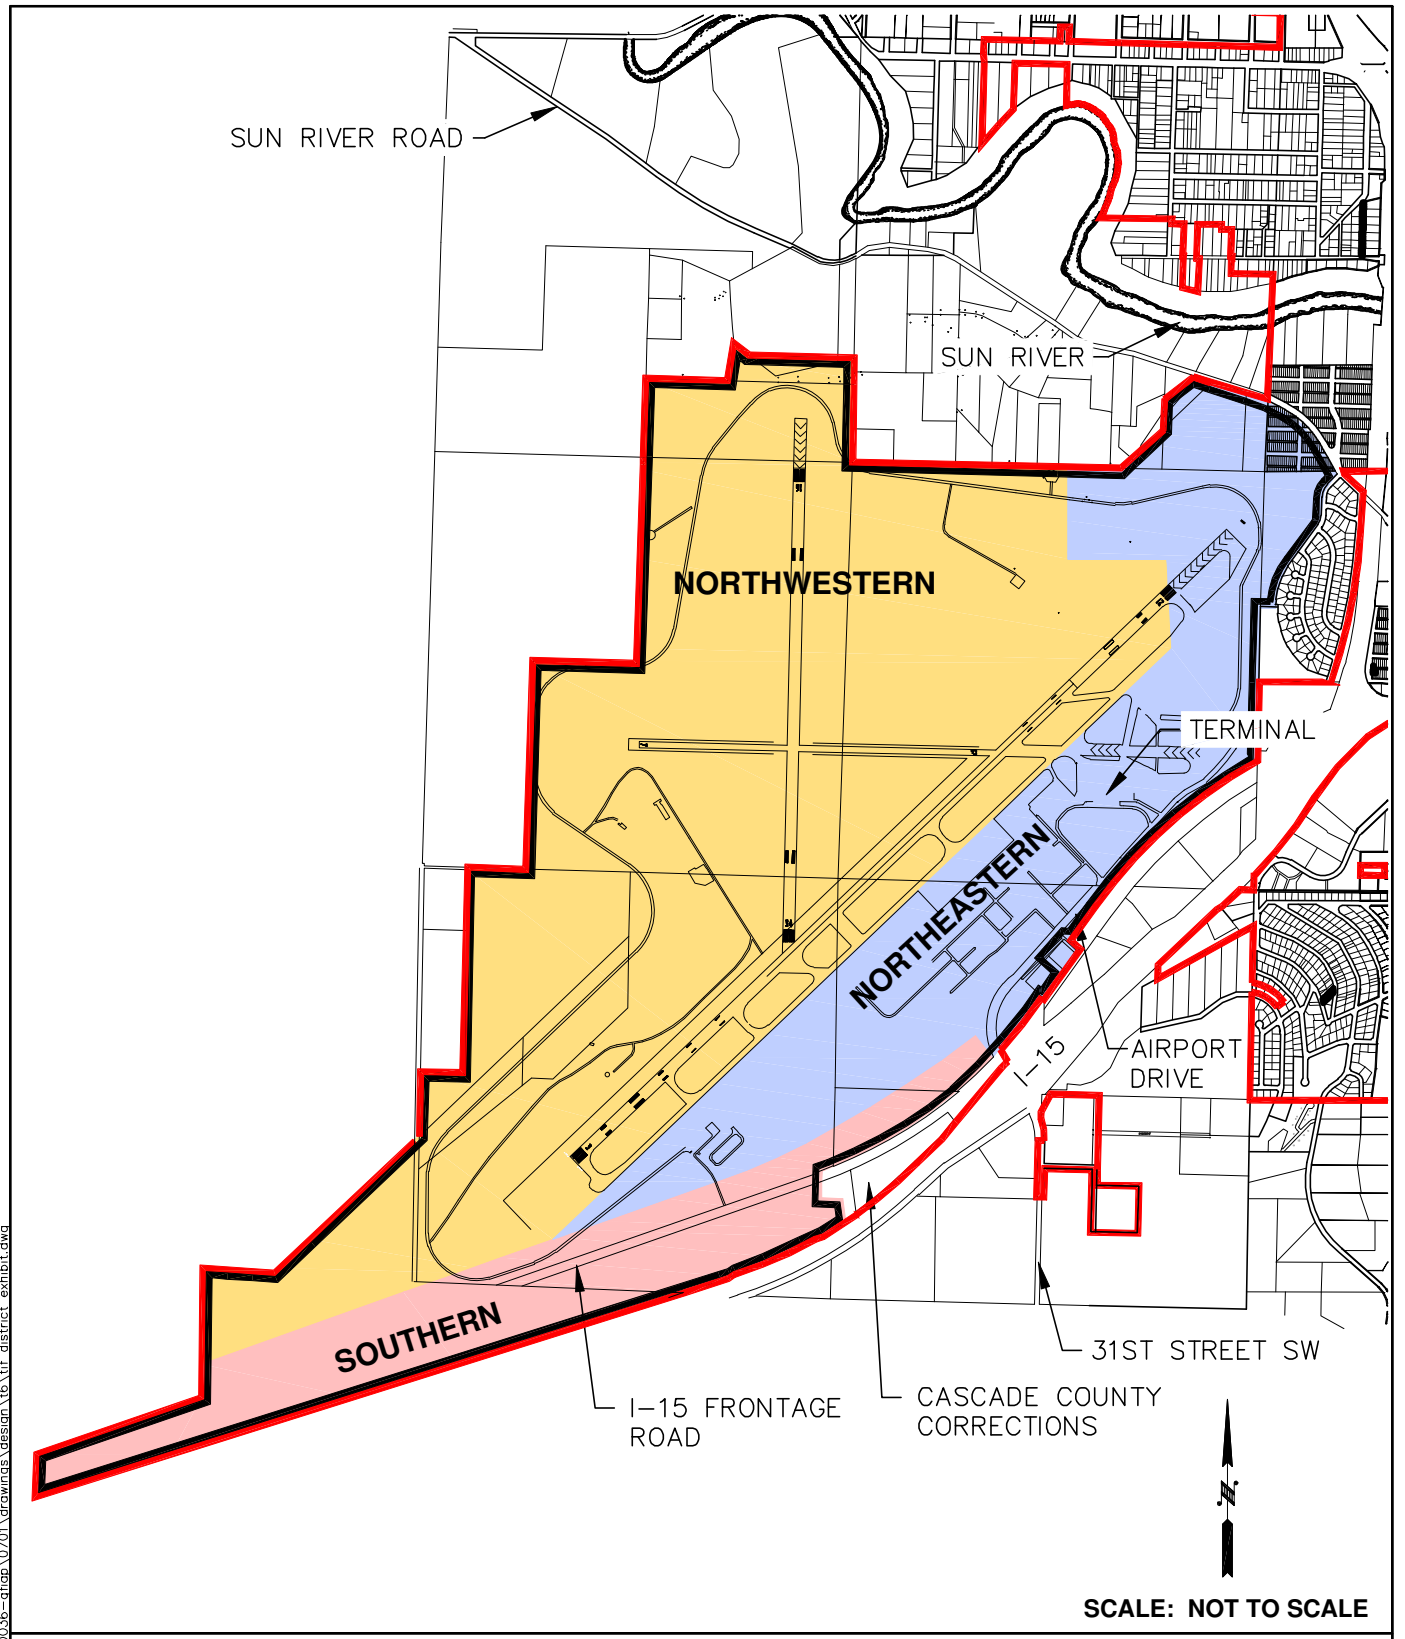 SUN RIVER ROAD
SUN RIVER
NORTHWESTERN
TERMINAL
NORTHEASTERN
I-15
AIRPORT
DRIVE
SOUTHERN
31ST STREET SW
I-15 FRONTAGE
ROAD
CASCADE COUNTY
CORRECTIONS
N
SCALE: NOT TO SCALE